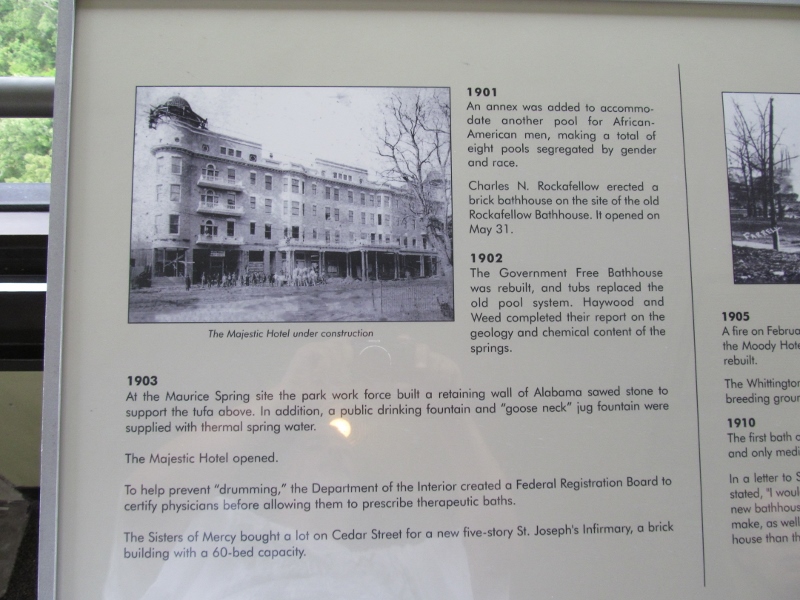 1901
An annex was added to accommo-
date another pool for African-
American men, making a total of
eight pools segregated by gender
and race.
Charles N. Rockafellow erected a
brick bathhouse on the site of the old
Rockafellow Bathhouse. It opened on
May 31.
1902
The Government Free Bathhouse
was rebuilt, and tubs replaced the
old pool system. Haywood and
Weed completed their report on the
geology and chemical content of the
springs.
The Majestic Hotel under construction
1903
At the Maurice Spring site the park work force built a retaining wall of Alabama sawed stone to
support the tufa above. In addition, a public drinking fountain and “goose neck” jug fountain were
supplied with thermal spring water.
The Majestic Hotel opened.
To help prevent “drumming,” the Department of the Interior created a Federal Registration Board to
certify physicians before allowing them to prescribe therapeutic baths.
The Sisters of Mercy bought a lot on Cedar Street for a new five-story St. Joseph's Infirmary, a brick
building with a 60-bed capacity.
1905
A fire on Februa
the Moody Hote
rebuilt.
The Whittington
breeding groun
1910
The first bath
and only medi
In a letter to S
stated, "I woul
new bathhous
make, as well
house than th